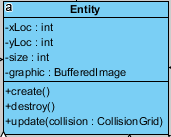 a
Entity
-xLoc : int
-yLoc : int
-size : int
-graphic : BufferedImage
+create()
+destroy()
+update(collision : CollisionGrid)